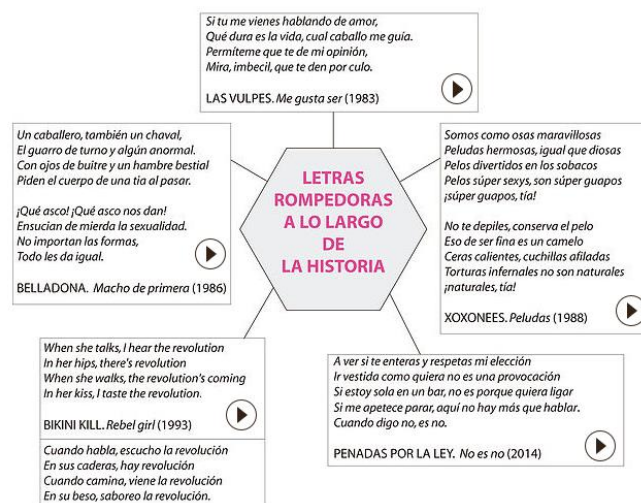 Si tu me vienes hablando de amor,
Qué dura es la vida, cual caballo me guía.
Permíteme que te de mi opinión,
Mira, imbecil, que te den por culo.
LAS VULPES. Me gusta ser (1983)
Un caballero, también un chaval,
El guarro de turno y algún anormal.
Con ojos de buitre y un hambre bestial
Piden el cuerpo de una tía al pasar.
¡Qué asco! ¡Qué asco nos dan!
Ensucian de mierda la sexualidad.
No importan las formas,
Todo les da igual.
BELLADONA. Macho de primera (1986)
LETRAS
ROMPEDORAS
A LO LARGO
DE
LA HISTORIA
Somos como osas maravillosas
Peludas hermosas, igual que diosas
Pelos divertidos en los sobacos
Pelos súper sexys, son súper guapos
¡súper guapos, tía!
No te depiles, conserva el pelo
Eso de ser fina es un camelo
Ceras calientes, cuchillas afiladas
Torturas infernales no son naturales
¡naturales, tía!
XOXONEES. Peludas (1988)
When she talks, I hear the revolution
In her hips, there's revolution
When she walks, the revolution's coming
In her kiss, I taste the revolution.
BIKINI KILL. Rebel girl (1993)
Cuando habla, escucho la revolución
En sus caderas, hay revolución
Cuando camina, viene la revolución
En su beso, saboreo la revolución.
A ver si te enteras y respetas mi elección
Ir vestida como quiera no es una provocación
Si estoy sola en un bar, no es porque quiera ligar
Si me apetece parar, aquí no hay más que hablar.
Cuando digo no, es no.
PENADAS POR LA LEY. No es no (2014)